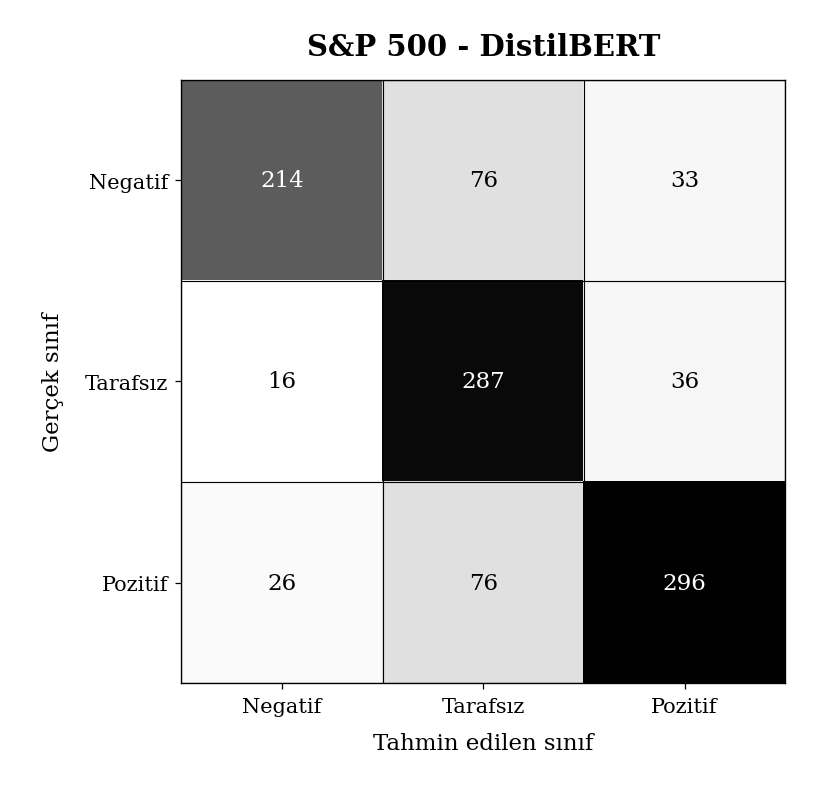 S&P 500 - DistilBERT
Negatif 214 76 33
Tarafsız 16 287 36
Pozitif 26 76 296
Gerçek sınıf
Negatif Tarafsız Pozitif
Tahmin edilen sınıf